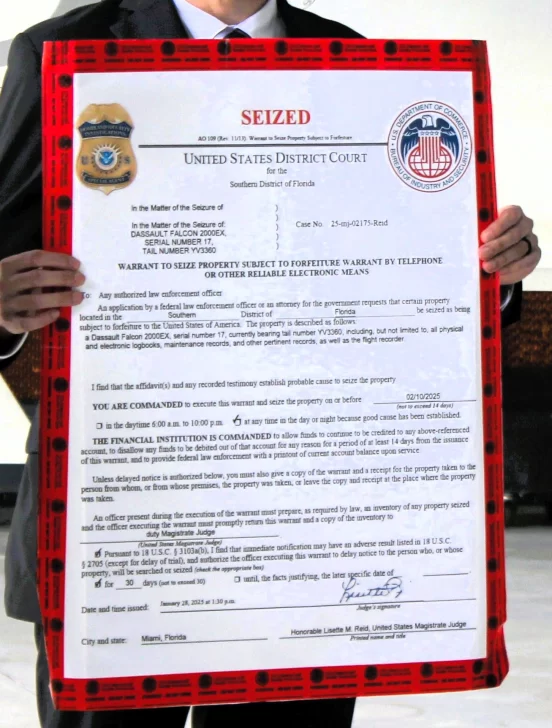 SEIZED
AO 109 (Rev. 11/13) Warrant to Seize Property Subject to Forfeiture
UNITED STATES DISTRICT COURT
for the
Southern District of Florida
U.S. DEPARTMENT OF COMMERCE
BUREAU OF INDUSTRY AND SECURITY
In the Matter of the Seizure of )
In the Matter of the Seizure of: )
DASSAULT FALCON 2000EX, ) Case No. 25-mj-02175-Reid
SERIAL NUMBER 17, )
TAIL NUMBER YV3360 )
WARRANT TO SEIZE PROPERTY SUBJECT TO FORFEITURE WARRANT BY TELEPHONE
OR OTHER RELIABLE ELECTRONIC MEANS
To: Any authorized law enforcement officer
An application by a federal law enforcement officer or an attorney for the government requests that certain property
located in the Southern District of Florida be seized as being
subject to forfeiture to the United States of America. The property is described as follows:
a Dassault Falcon 2000EX, serial number 17, currently bearing tail number YV3360, including, but not limited to, all physical
and electronic logbooks, maintenance records, and other pertinent records, as well as the flight recorder.
I find that the affidavit(s) and any recorded testimony establish probable cause to seize the property
YOU ARE COMMANDED to execute this warrant and seize the property on or before 02/10/2025
(not to exceed 14 days)
in the daytime 6:00 a.m. to 10:00 p.m. at any time in the day or night because good cause has been established.
THE FINANCIAL INSTITUTION IS COMMANDED to allow funds to continue to be credited to any above-referenced
account, to disallow any funds to be debited out of that account for any reason for a period of at least 14 days from the issuance
of this warrant, and to provide federal law enforcement with a printout of current account balance upon service
Unless delayed notice is authorized below, you must also give a copy of the warrant and a receipt for the property taken to the
person from whom, or from whose premises, the property was taken, or leave the copy and receipt at the place where the property
was taken.
An officer present during the execution of the warrant must prepare, as required by law, an inventory of any property seized
and the officer executing the warrant must promptly return this warrant and a copy of the inventory to
duty Magistrate Judge
(United States Magistrate Judge)
Pursuant to 18 U.S.C. § 3103a(b), I find that immediate notification may have an adverse result listed in 18 U.S.C.
§ 2705 (except for delay of trial), and authorize the officer executing this warrant to delay notice to the person who, or whose
property, will be searched or seized (check the appropriate box)
for 30 days (not to exceed 30) until, the facts justifying, the later specific date of
Date and time issued: January 28, 2025 at 1:30 p.m.
Judge's signature
City and state: Miami, Florida Honorable Lisette M. Reid, United States Magistrate Judge
Printed name and title